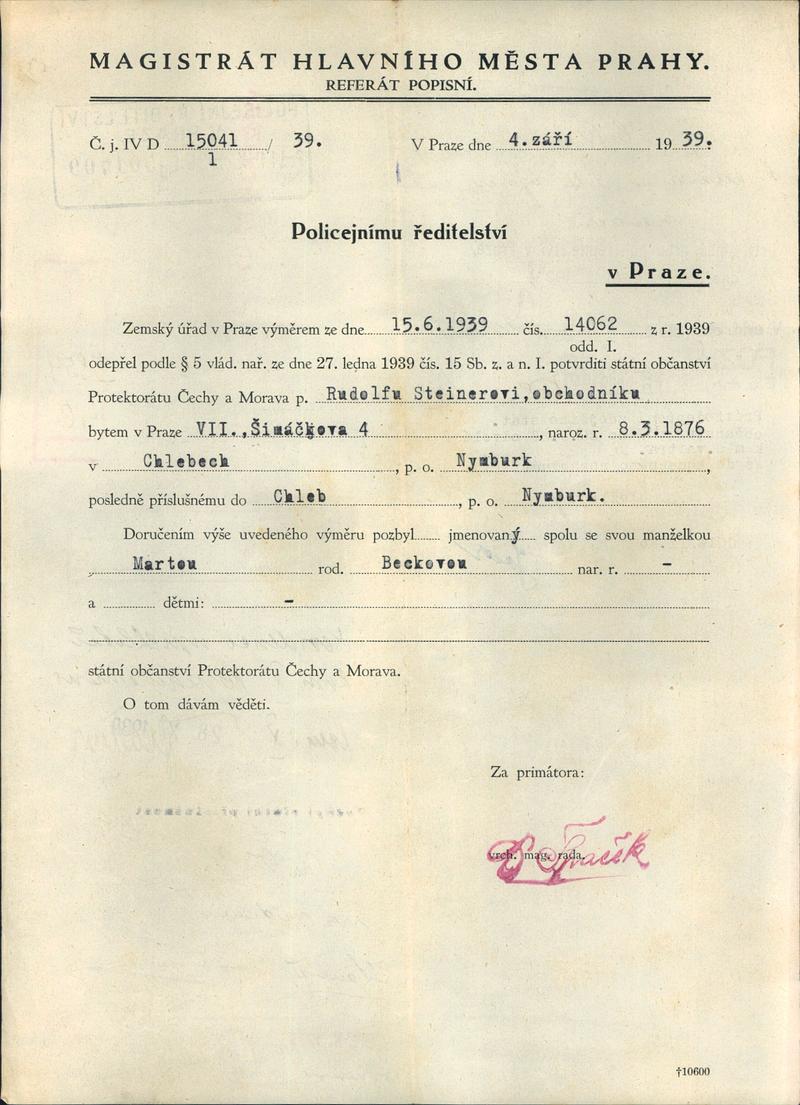 MAGISTRÁT HLAVNÍHO MĚSTA PRAHY.
REFERÁT POPISNÍ.
Č. j. IV D 15041 / 39. V Praze dne 4. září 19 39.
1
Policejnímu ředitelství
v Praze.
Zemský úřad v Praze výměrem ze dne 15.6.1939 čís. 14062 z r. 1939
odd. I.
odepřel podle § 5 vlád. nař. ze dne 27. ledna 1939 čís. 15 Sb. z. a n. I. potvrditi státní občanství
Protektorátu Čechy a Morava p. Rudolfu Steinerovi, obchodníku
bytem v Praze VII., Šimáčkova 4, naroz. r. 8.3.1876
v Chlebech, p. o. Nymburk,
posledně příslušnému do Chleb, p. o. Nymburk.
Doručením výše uvedeného výměru pozbyl jmenovaný spolu se svou manželkou
Martou rod. Beckovou nar. r. -
a dětmi: -
státní občanství Protektorátu Čechy a Morava.
O tom dávám věděti.
Za primátora:
vrch. mag. rada.
†10600